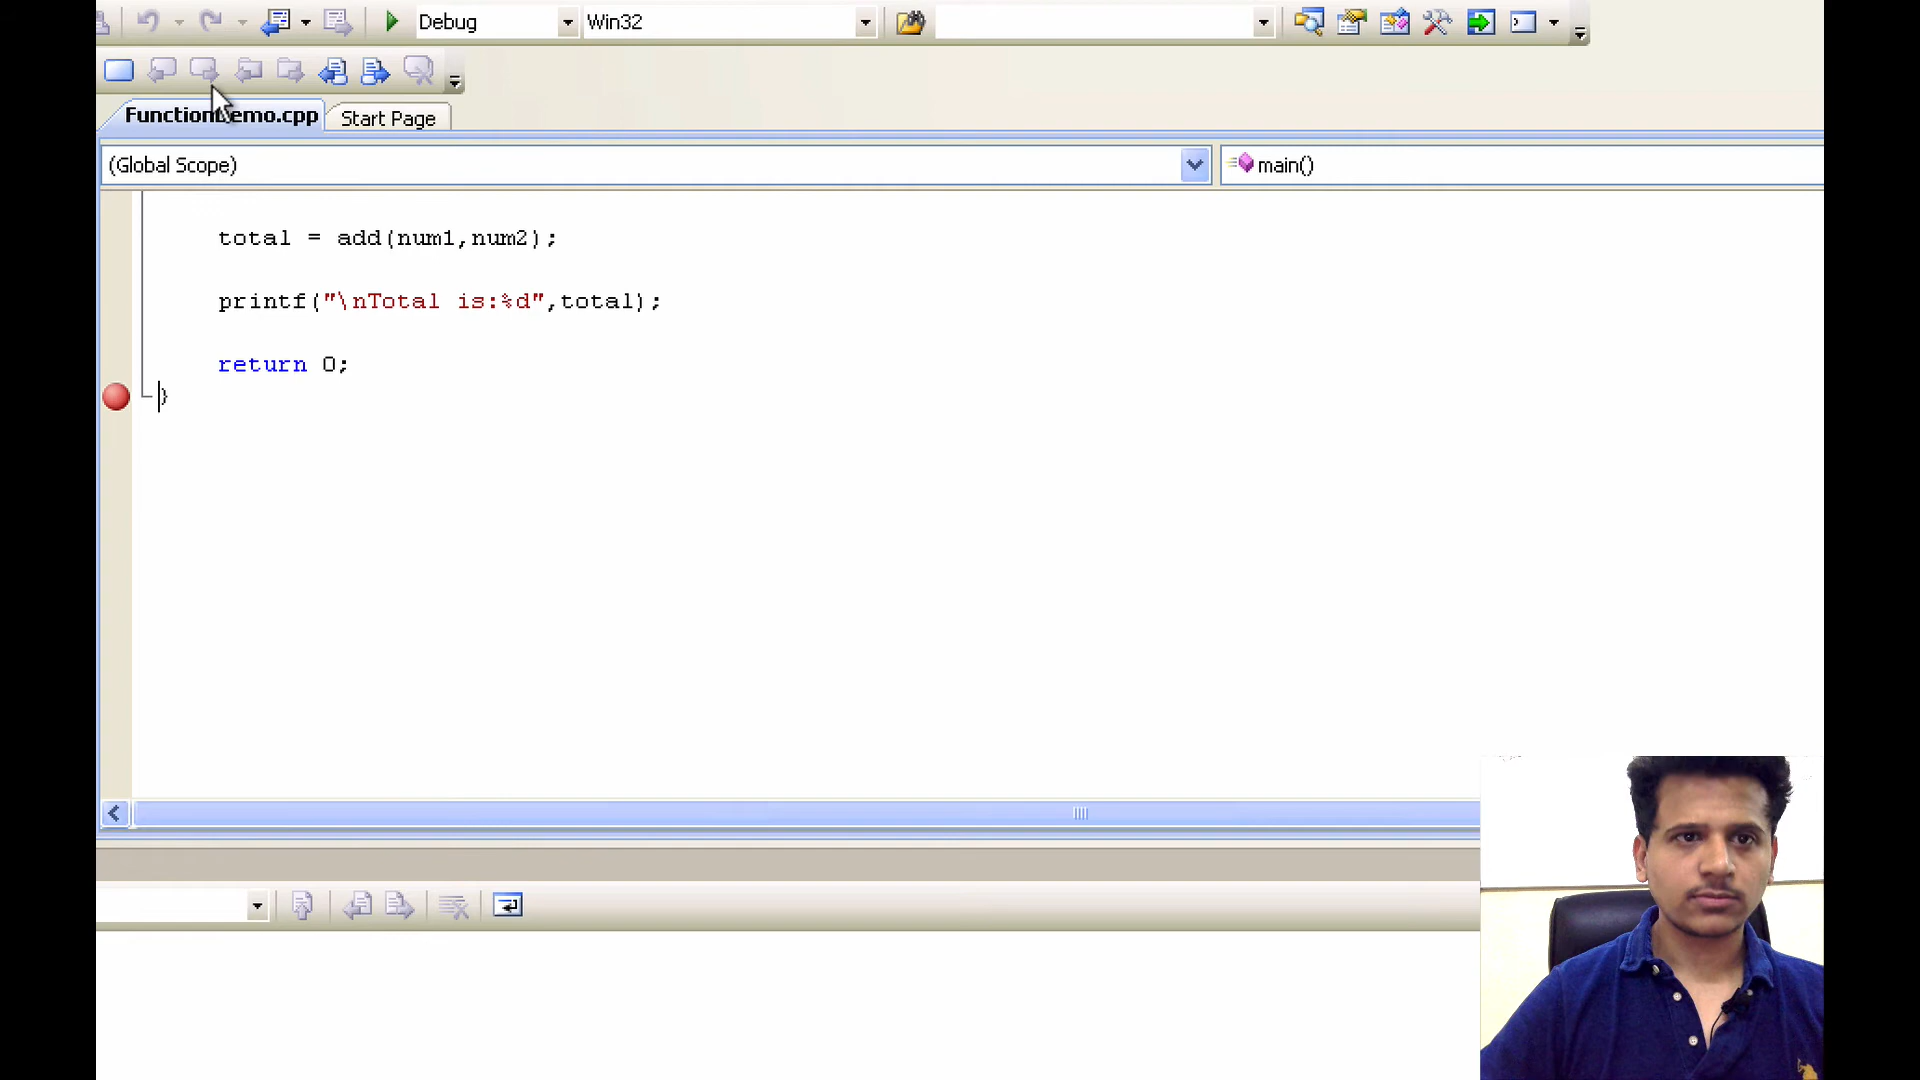 Debug Win32
FunctionDemo.cpp Start Page
(Global Scope) main()
total = add(num1,num2);
printf("\nTotal is:%d",total);
return 0;
}